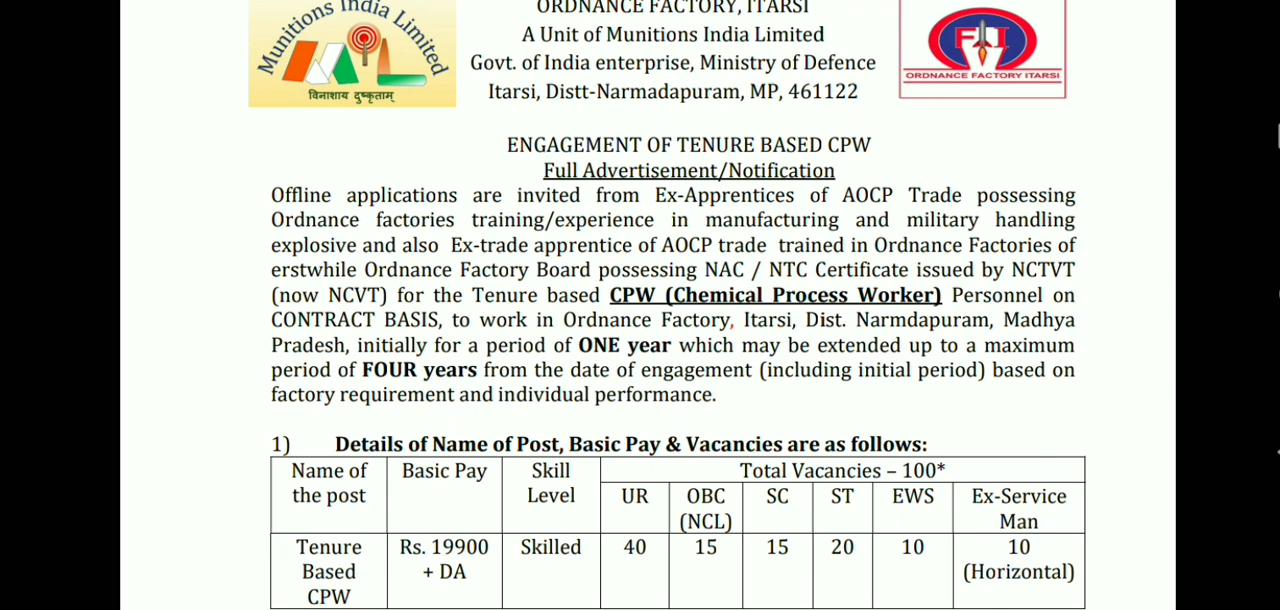 Munitions India Limited
विनाशाय दुष्कृताम्
ORDNANCE FACTORY, ITARSI
A Unit of Munitions India Limited
Govt. of India enterprise, Ministry of Defence
Itarsi, Distt-Narmadapuram, MP, 461122
ORDNANCE FACTORY ITARSI
ENGAGEMENT OF TENURE BASED CPW
Full Advertisement/Notification
Offline applications are invited from Ex-Apprentices of AOCP Trade possessing
Ordnance factories training/experience in manufacturing and military handling
explosive and also Ex-trade apprentice of AOCP trade trained in Ordnance Factories of
erstwhile Ordnance Factory Board possessing NAC / NTC Certificate issued by NCTVT
(now NCVT) for the Tenure based CPW (Chemical Process Worker) Personnel on
CONTRACT BASIS, to work in Ordnance Factory, Itarsi, Dist. Narmdapuram, Madhya
Pradesh, initially for a period of ONE year which may be extended up to a maximum
period of FOUR years from the date of engagement (including initial period) based on
factory requirement and individual performance.
1) Details of Name of Post, Basic Pay & Vacancies are as follows:
Name of the post Basic Pay Skill Level Total Vacancies – 100*
UR OBC (NCL) SC ST EWS Ex-Service Man
Tenure Based CPW Rs. 19900 + DA Skilled 40 15 15 20 10 10 (Horizontal)